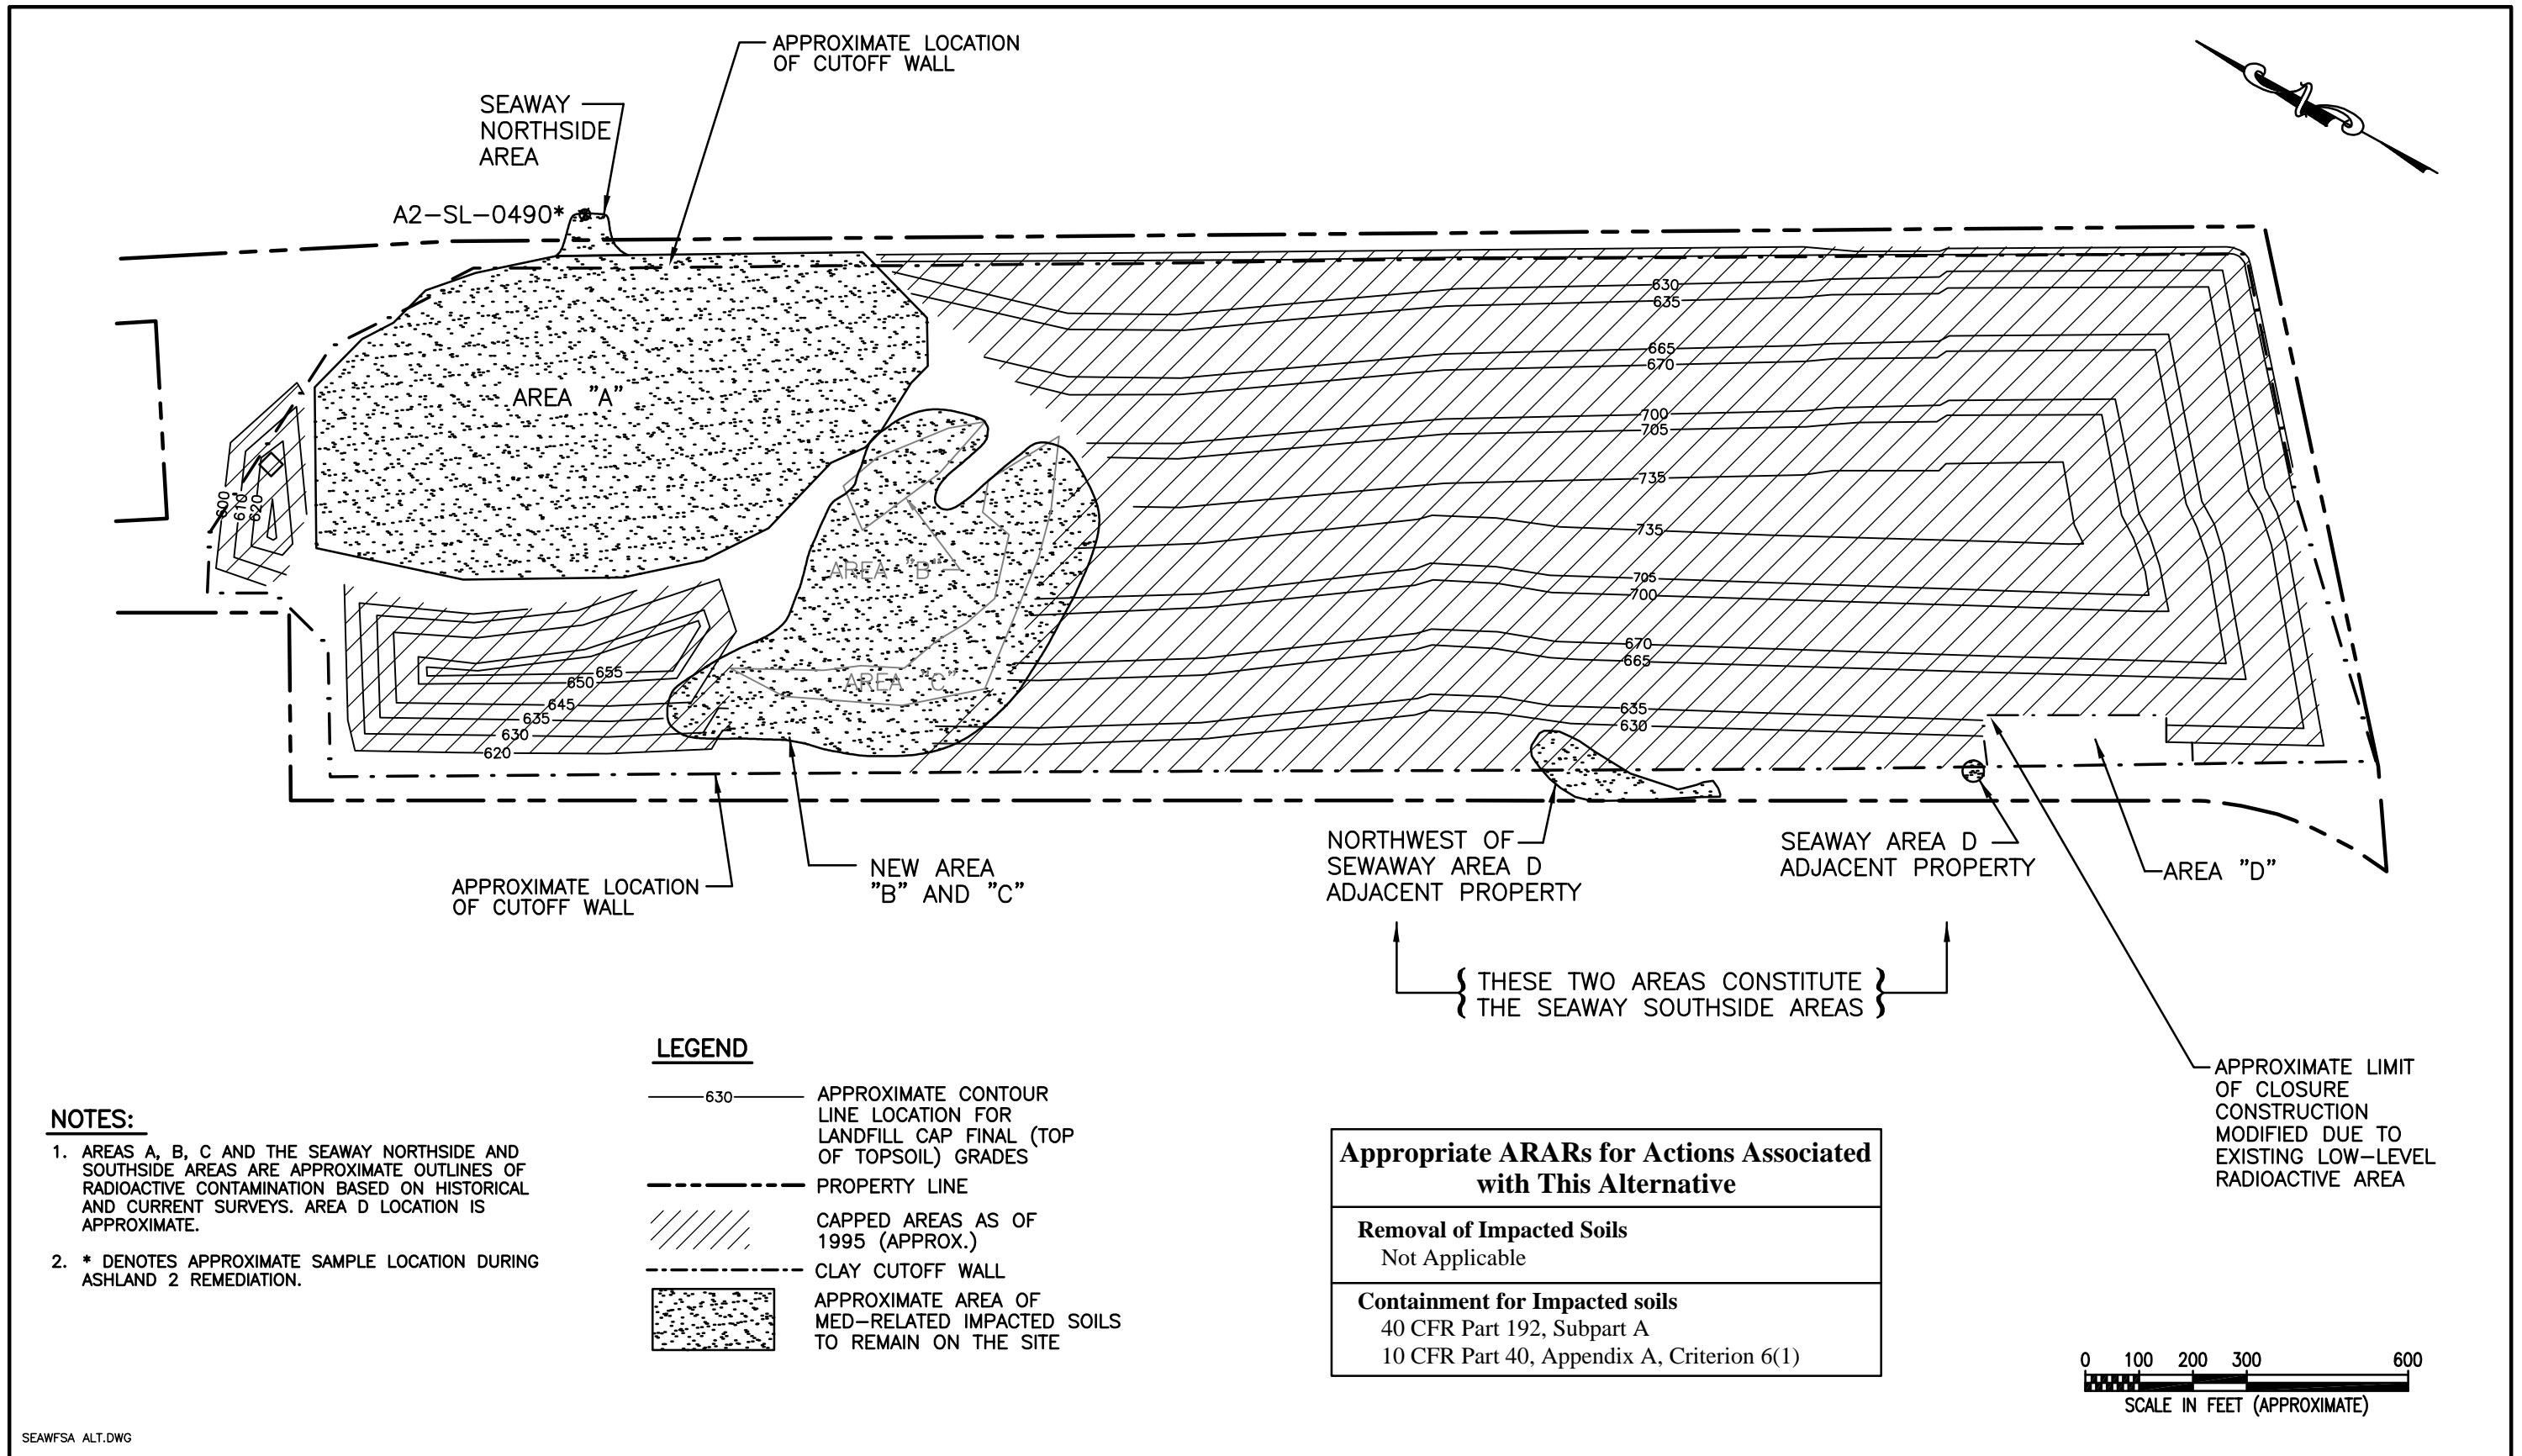 APPROXIMATE LOCATION
OF CUTOFF WALL
SEAWAY
NORTHSIDE
AREA
A2-SL-0490*
630
635
665
670
700
705
735
735
705
700
670
665
635
630
AREA "A"
600
610
620
AREA "B"
AREA "C"
655
650
645
635
630
620
APPROXIMATE LOCATION
OF CUTOFF WALL
NEW AREA
"B" AND "C"
NORTHWEST OF
SEWAWAY AREA D
ADJACENT PROPERTY
SEAWAY AREA D
ADJACENT PROPERTY
AREA "D"
{ THESE TWO AREAS CONSTITUTE }
{ THE SEAWAY SOUTHSIDE AREAS }
APPROXIMATE LIMIT
OF CLOSURE
CONSTRUCTION
MODIFIED DUE TO
EXISTING LOW-LEVEL
RADIOACTIVE AREA
NOTES:
1. AREAS A, B, C AND THE SEAWAY NORTHSIDE AND
SOUTHSIDE AREAS ARE APPROXIMATE OUTLINES OF
RADIOACTIVE CONTAMINATION BASED ON HISTORICAL
AND CURRENT SURVEYS. AREA D LOCATION IS
APPROXIMATE.
2. * DENOTES APPROXIMATE SAMPLE LOCATION DURING
ASHLAND 2 REMEDIATION.
LEGEND
630
APPROXIMATE CONTOUR
LINE LOCATION FOR
LANDFILL CAP FINAL (TOP
OF TOPSOIL) GRADES
PROPERTY LINE
CAPPED AREAS AS OF
1995 (APPROX.)
CLAY CUTOFF WALL
APPROXIMATE AREA OF
MED-RELATED IMPACTED SOILS
TO REMAIN ON THE SITE
Appropriate ARARs for Actions Associated
with This Alternative
Removal of Impacted Soils
Not Applicable
Containment for Impacted soils
40 CFR Part 192, Subpart A
10 CFR Part 40, Appendix A, Criterion 6(1)
0 100 200 300 600
SCALE IN FEET (APPROXIMATE)
SEAWFSA ALT.DWG